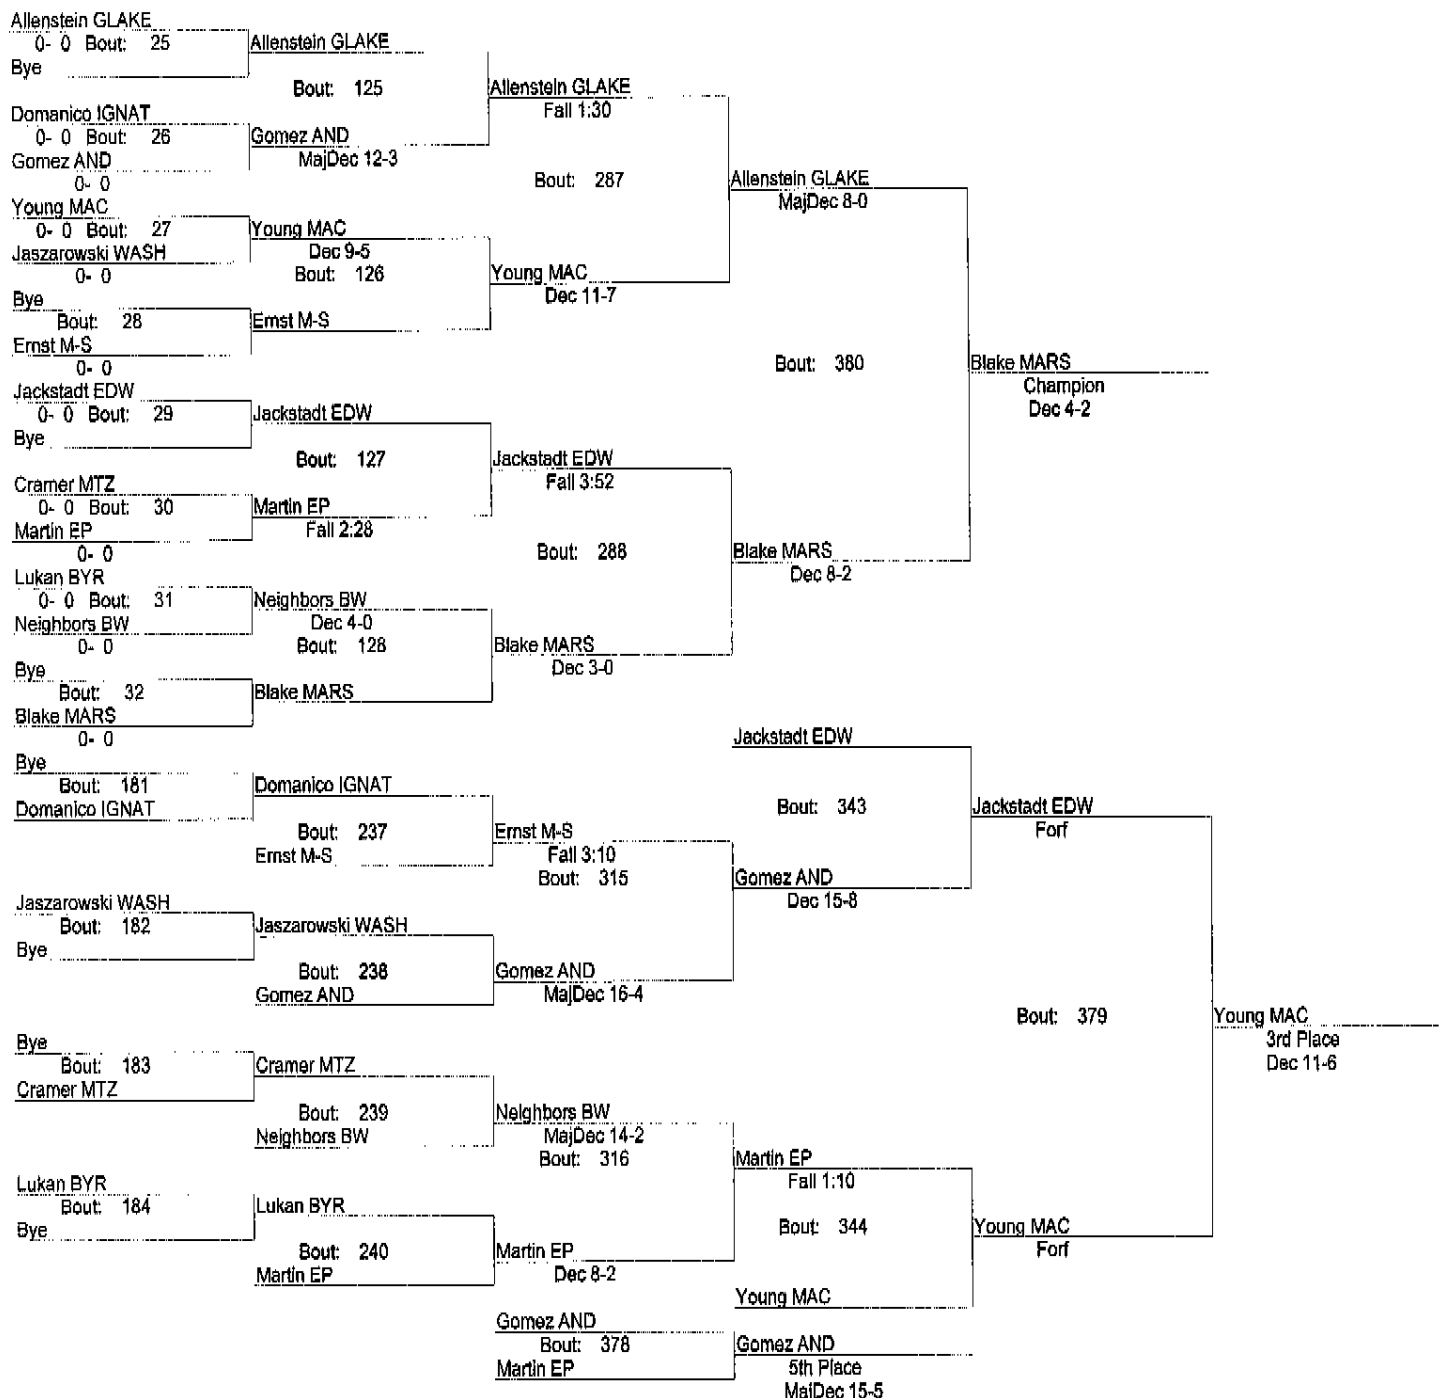 Allenstein GLAKE
0- 0 Bout: 25
Bye
Allenstein GLAKE
Bout: 125
Domanico IGNAT
0- 0 Bout: 26
Gomez AND
0- 0
Gomez AND
MajDec 12-3
Allenstein GLAKE
Fall 1:30
Bout: 287
Young MAC
0- 0 Bout: 27
Jaszarowski WASH
0- 0
Young MAC
Dec 9-5
Bout: 126
Bye
Bout: 28
Ernst M-S
0- 0
Ernst M-S
Young MAC
Dec 11-7
Allenstein GLAKE
MajDec 8-0
Bout: 380
Blake MARS
Champion
Dec 4-2
Jackstadt EDW
0- 0 Bout: 29
Bye
Jackstadt EDW
Bout: 127
Cramer MTZ
0- 0 Bout: 30
Martin EP
0- 0
Martin EP
Fall 2:28
Jackstadt EDW
Fall 3:52
Bout: 288
Lukan BYR
0- 0 Bout: 31
Neighbors BW
0- 0
Neighbors BW
Dec 4-0
Bout: 128
Bye
Bout: 32
Blake MARS
0- 0
Blake MARS
Blake MARS
Dec 3-0
Blake MARS
Dec 8-2
Bye
Bout: 181
Domanico IGNAT
Domanico IGNAT
Bout: 237
Ernst M-S
Ernst M-S
Fall 3:10
Bout: 315
Jaszarowski WASH
Bout: 182
Bye
Jaszarowski WASH
Bout: 238
Gomez AND
Gomez AND
MajDec 16-4
Jackstadt EDW
Bout: 343
Gomez AND
Dec 15-8
Jackstadt EDW
Forf
Bout: 379
Young MAC
3rd Place
Dec 11-6
Bye
Bout: 183
Cramer MTZ
Cramer MTZ
Bout: 239
Neighbors BW
Neighbors BW
MajDec 14-2
Bout: 316
Lukan BYR
Bout: 184
Bye
Lukan BYR
Bout: 240
Martin EP
Martin EP
Dec 8-2
Martin EP
Fall 1:10
Bout: 344
Young MAC
Young MAC
Forf
Gomez AND
Bout: 378
Martin EP
Gomez AND
5th Place
MajDec 15-5